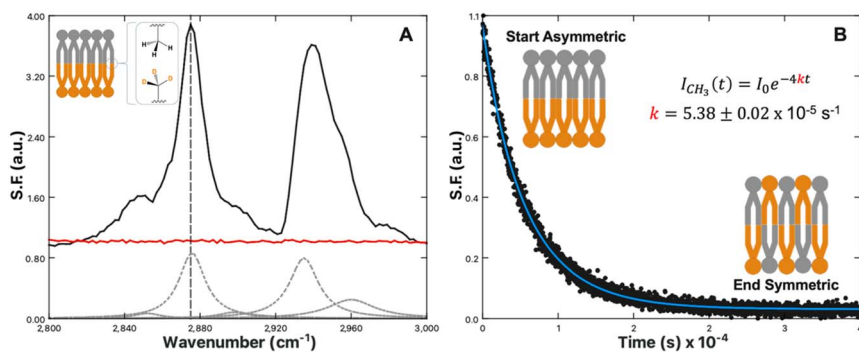 A
4.00
3.20
2.40
1.60
0.80
0.00
S.F. (a.u.)
H
H
H
D
D
D
2,800
2,840
2,880
2,920
2,960
3,000
Wavenumber (cm⁻¹)
B
1.1
0.8
0.6
0.4
0.2
0.0
S.F. (a.u.)
Start Asymmetric
I_CH₃(t) = I₀e⁻⁴ᵏᵗ
k = 5.38 ± 0.02 x 10⁻⁵ s⁻¹
End Symmetric
0
1
2
3
4
Time (s) x 10⁻⁴